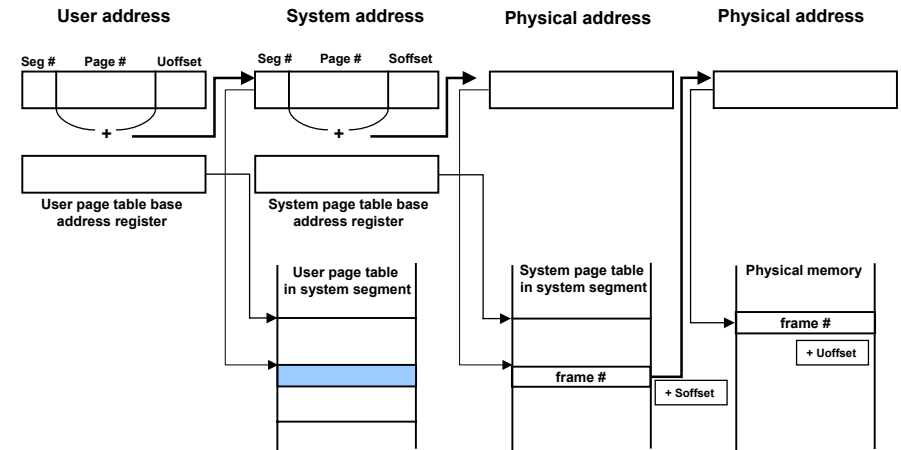 User address
System address
Physical address
Physical address
Seg # Page # Uoffset
Seg # Page # Soffset
+
+
User page table base
address register
System page table base
address register
User page table
in system segment
System page table
in system segment
Physical memory
frame #
+ Uoffset
frame #
+ Soffset